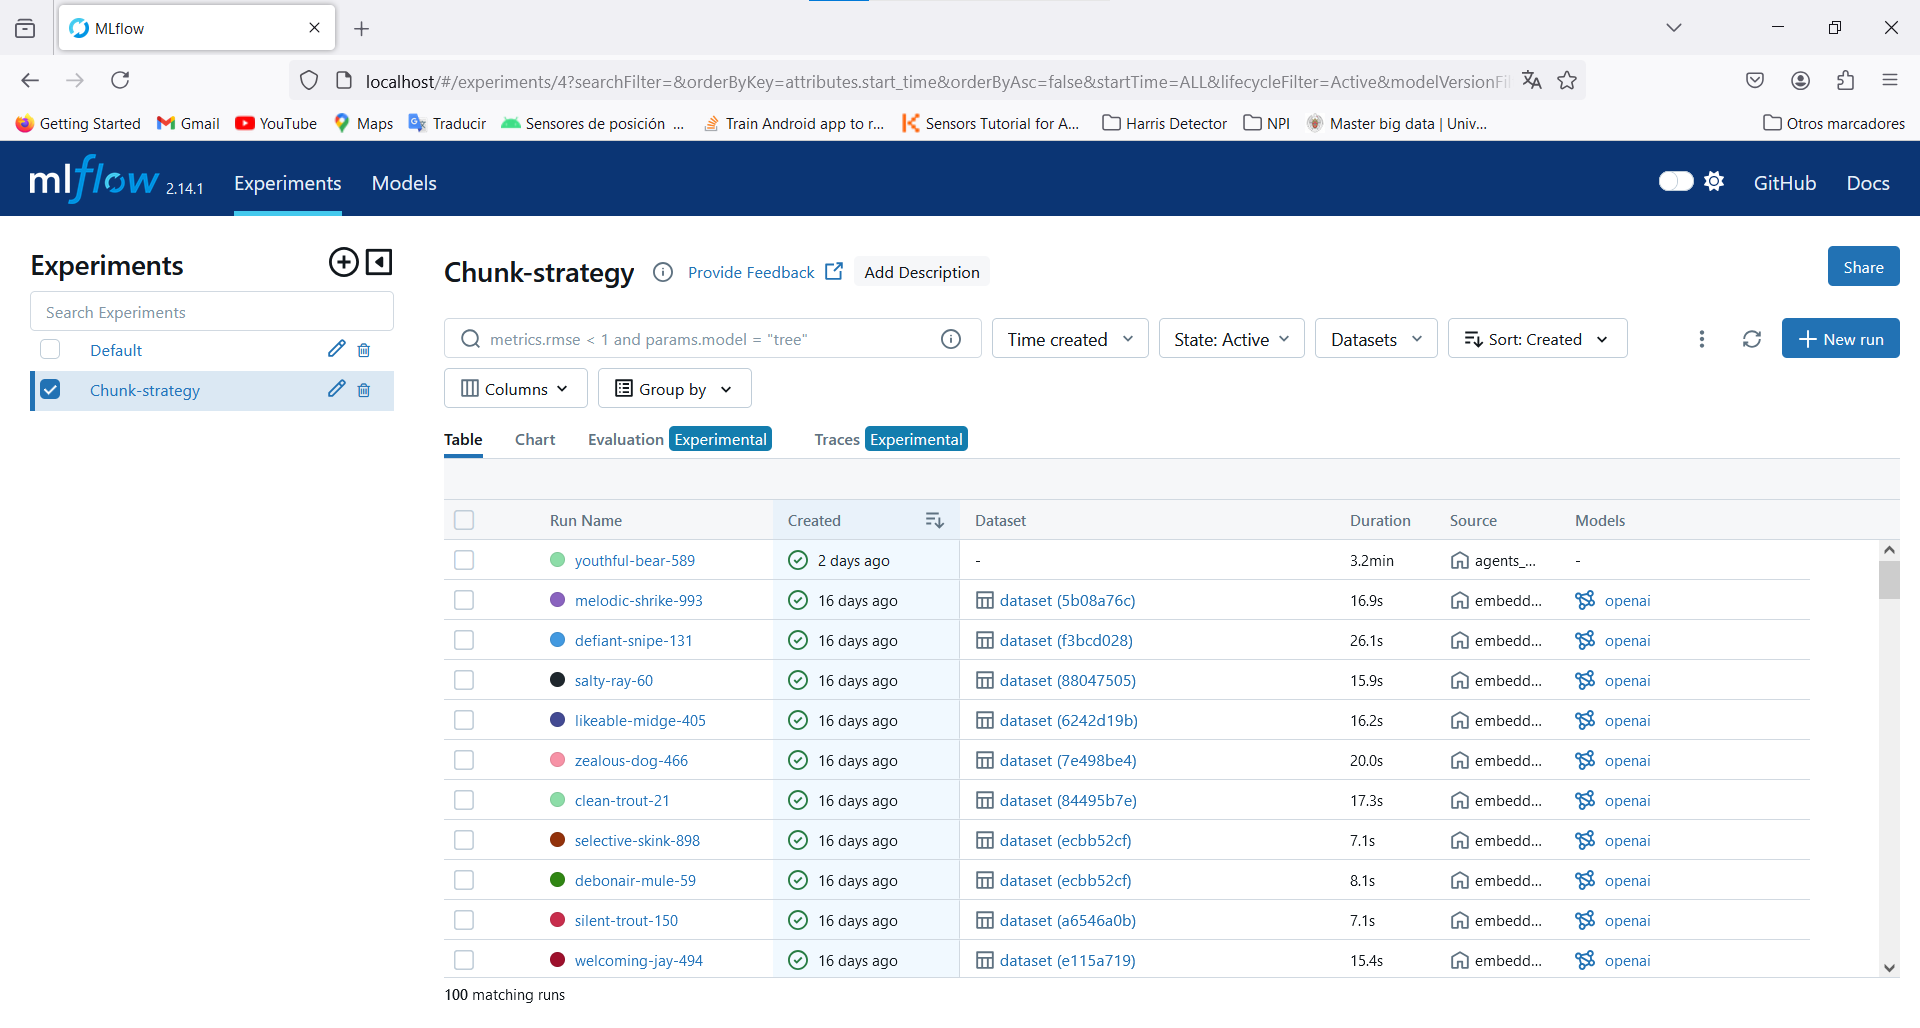 MLflow
localhost/#/experiments/4?searchFilter=&orderByKey=attributes.start_time&orderByAsc=false&startTime=ALL&lifecycleFilter=Active&modelVersionFil
Getting Started Gmail YouTube Maps Traducir Sensores de posición ... Train Android app to r... Sensors Tutorial for A... Harris Detector NPI Master big data | Univ... Otros marcadores
mlflow 2.14.1 Experiments Models GitHub Docs
Experiments
Search Experiments
Default
Chunk-strategy
Chunk-strategy Provide Feedback Add Description Share
metrics.rmse < 1 and params.model = "tree" Time created State: Active Datasets Sort: Created New run
Columns Group by
Table Chart Evaluation Experimental Traces Experimental
Run Name Created Dataset Duration Source Models
youthful-bear-589 2 days ago - 3.2min agents_... -
melodic-shrike-993 16 days ago dataset (5b08a76c) 16.9s embedd... openai
defiant-snipe-131 16 days ago dataset (f3bcd028) 26.1s embedd... openai
salty-ray-60 16 days ago dataset (88047505) 15.9s embedd... openai
likeable-midge-405 16 days ago dataset (6242d19b) 16.2s embedd... openai
zealous-dog-466 16 days ago dataset (7e498be4) 20.0s embedd... openai
clean-trout-21 16 days ago dataset (84495b7e) 17.3s embedd... openai
selective-skink-898 16 days ago dataset (ecbb52cf) 7.1s embedd... openai
debonair-mule-59 16 days ago dataset (ecbb52cf) 8.1s embedd... openai
silent-trout-150 16 days ago dataset (a6546a0b) 7.1s embedd... openai
welcoming-jay-494 16 days ago dataset (e115a719) 15.4s embedd... openai
100 matching runs